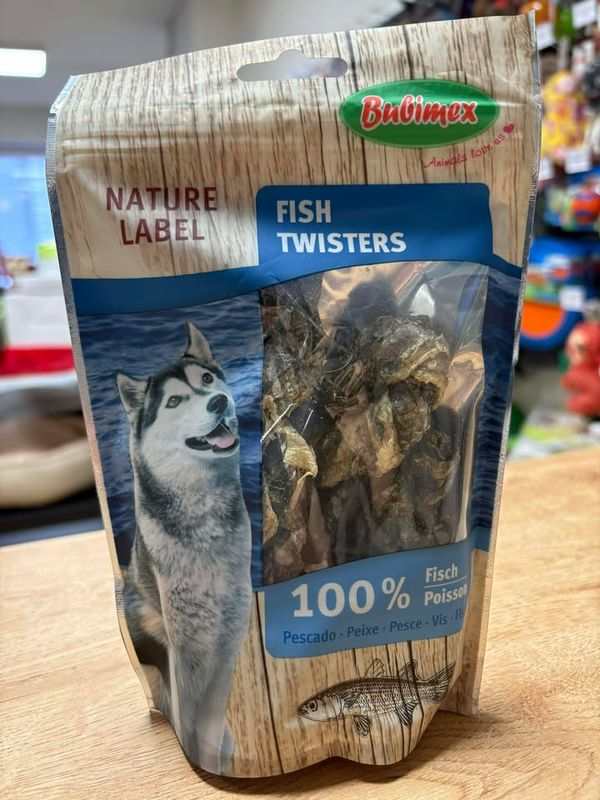 Bubimex
Animals love us
NATURE
LABEL
FISH
TWISTERS
100%
Fisch
Poisson
Pescado · Peixe · Pesce · Vis ·